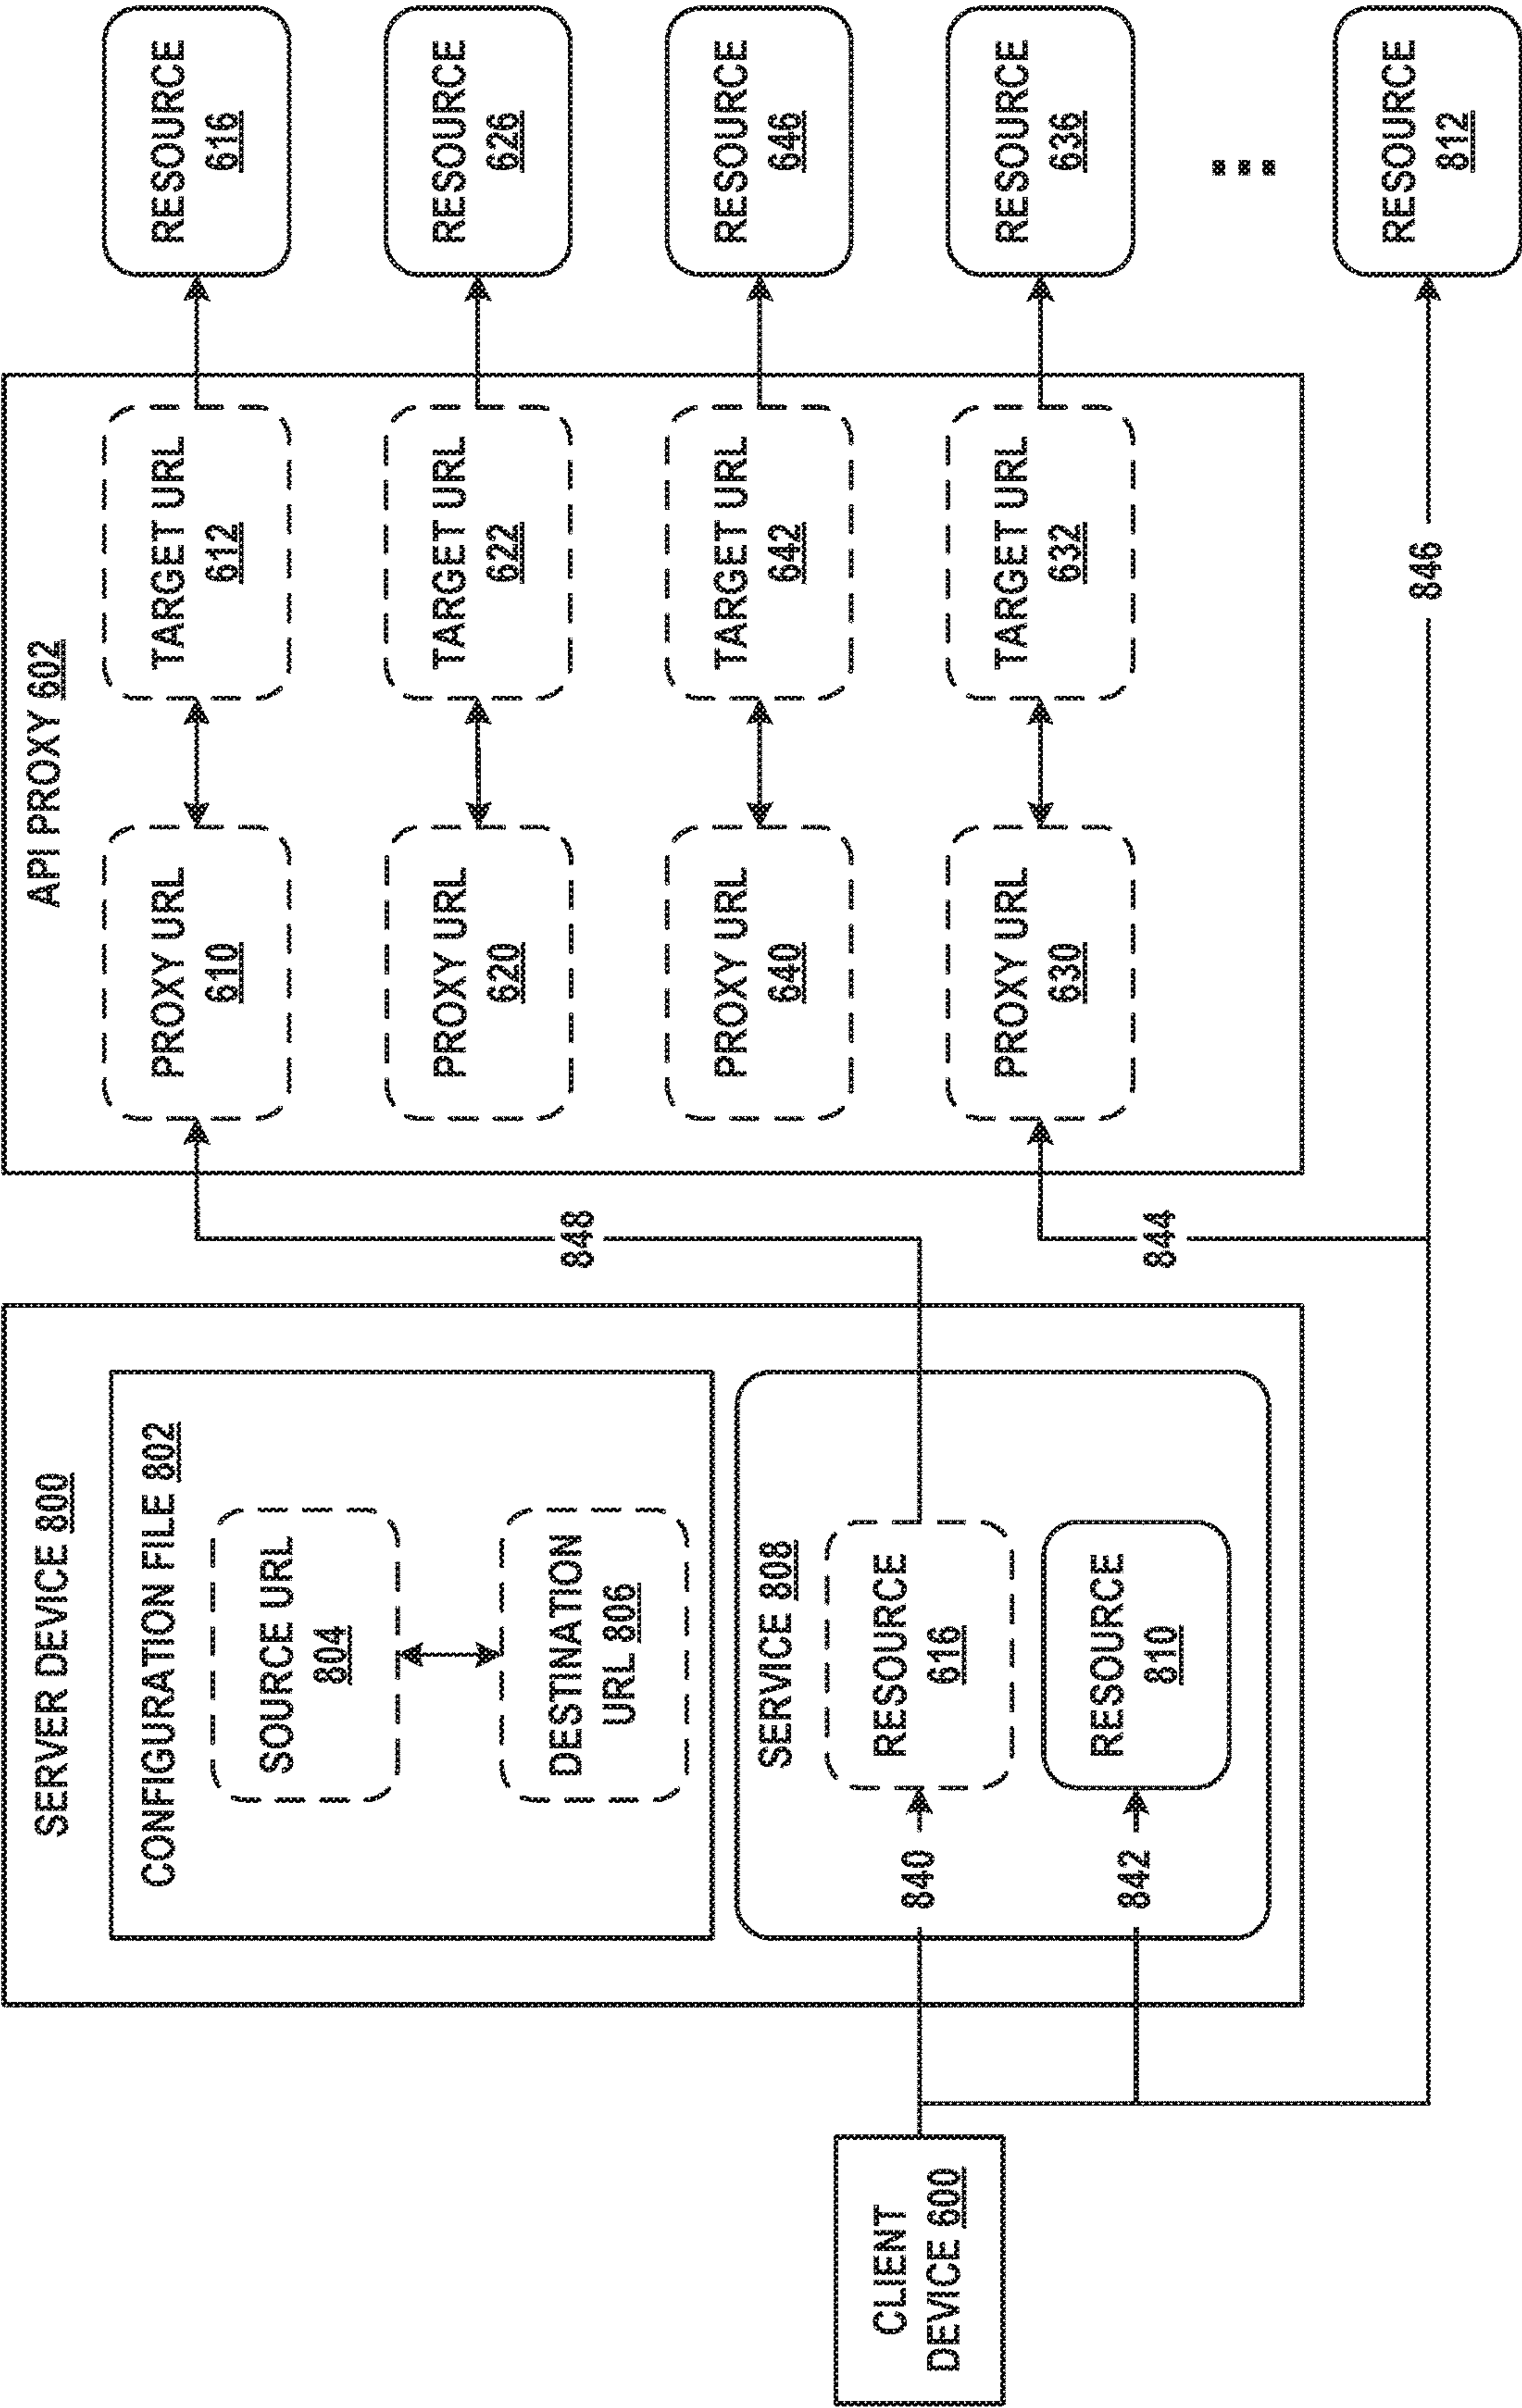 SERVER DEVICE 800
CONFIGURATION FILE 802
SOURCE URL
804
DESTINATION
URL 806
SERVICE 808
RESOURCE
616
RESOURCE
810
840
842
CLIENT
DEVICE 600
848
844
846
API PROXY 602
PROXY URL
610
TARGET URL
612
RESOURCE
616
PROXY URL
620
TARGET URL
622
RESOURCE
626
PROXY URL
640
TARGET URL
642
RESOURCE
646
PROXY URL
630
TARGET URL
632
RESOURCE
636
...
RESOURCE
812